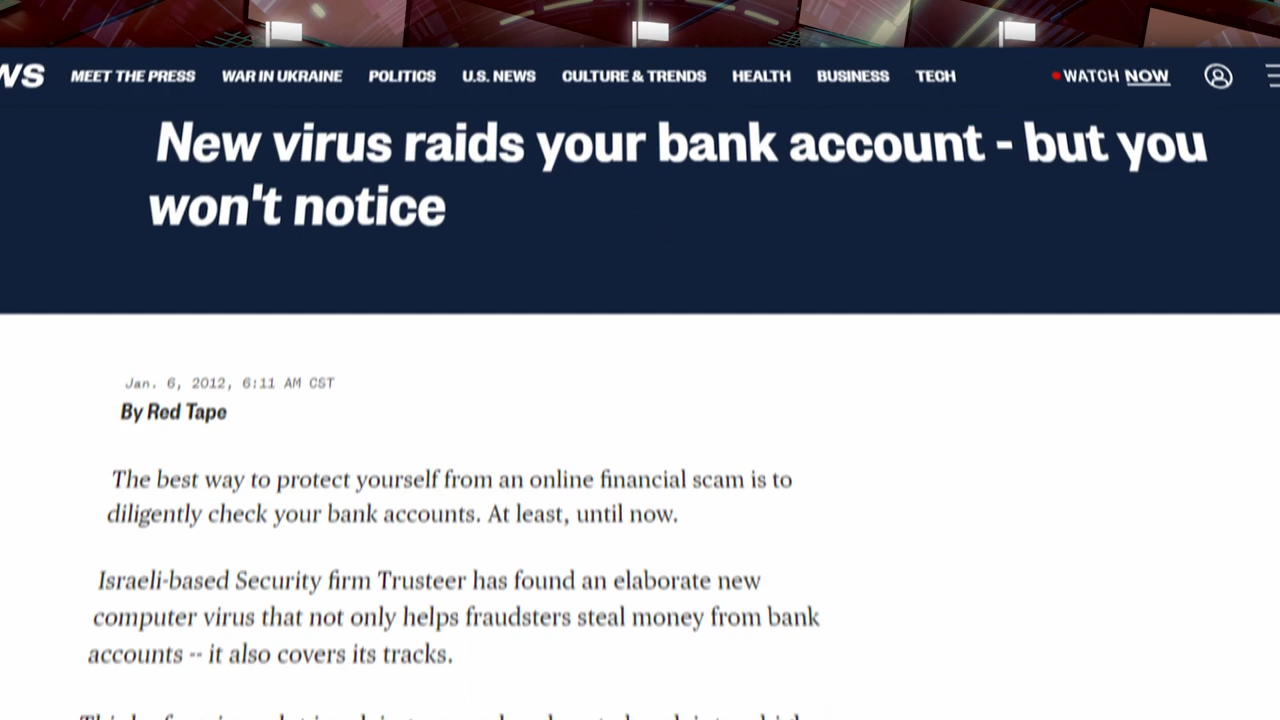 WS MEET THE PRESS WAR IN UKRAINE POLITICS U.S. NEWS CULTURE & TRENDS HEALTH BUSINESS TECH WATCH NOW
New virus raids your bank account - but you
won't notice
Jan. 6, 2012, 6:11 AM CST
By Red Tape
The best way to protect yourself from an online financial scam is to
diligently check your bank accounts. At least, until now.
Israeli-based Security firm Trusteer has found an elaborate new
computer virus that not only helps fraudsters steal money from bank
accounts -- it also covers its tracks.